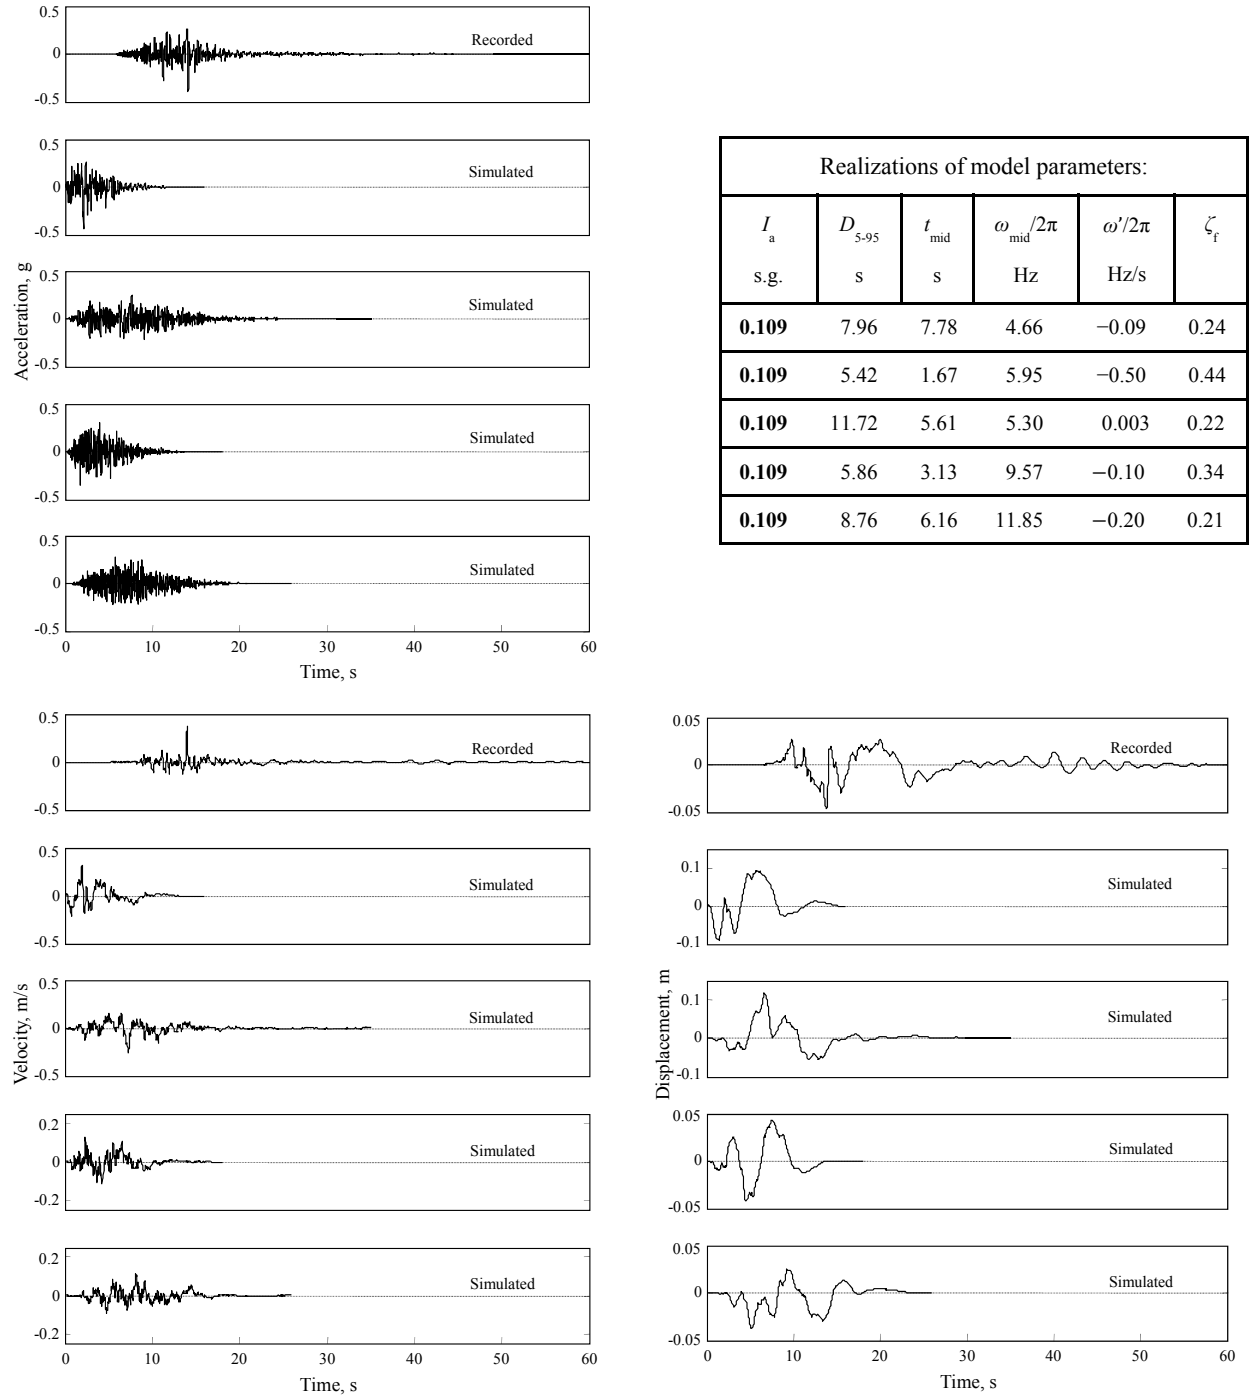 0.5
Recorded
0
-0.5
0.5
Simulated
0
-0.5
0.5
Simulated
0
-0.5
0.5
Simulated
0
-0.5
0.5
Simulated
0
-0.5
Acceleration, g
0 10 20 30 40 50 60
Time, s
Realizations of model parameters:
I_a D_5-95 t_mid ω_mid/2π ω'/2π ζ_f
s.g. s s Hz Hz/s
0.109 7.96 7.78 4.66 −0.09 0.24
0.109 5.42 1.67 5.95 −0.50 0.44
0.109 11.72 5.61 5.30 0.003 0.22
0.109 5.86 3.13 9.57 −0.10 0.34
0.109 8.76 6.16 11.85 −0.20 0.21
0.5
Recorded
0
-0.5
0.5
Simulated
0
-0.5
0.5
Simulated
0
-0.5
0.2
Simulated
0
-0.2
0.2
Simulated
0
-0.2
Velocity, m/s
0 10 20 30 40 50 60
Time, s
0.05
Recorded
0
-0.05
0.1
Simulated
0
-0.1
0.1
Simulated
0
-0.1
0.05
Simulated
0
-0.05
0.05
Simulated
0
-0.05
Displacement, m
0 10 20 30 40 50 60
Time, s